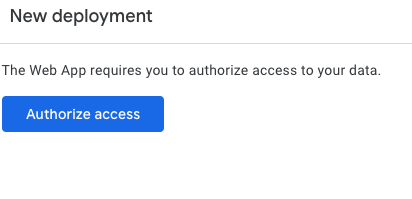 New deployment
The Web App requires you to authorize access to your data.
Authorize access